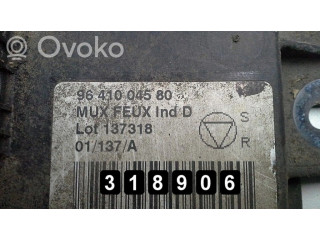 Ovoko
96 410 045 80
MUX FEUX Ind D
Lot 137318
01/137/A
S
R
318906